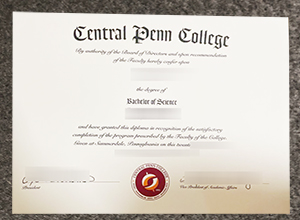 Central Penn College
By authority of the Board of Directors and upon recommendation
of the Faculty hereby confer upon
the degree of
Bachelor of Science
and have granted this diploma in recognition of the satisfactory
completion of the program prescribed by the Faculty of the College.
Given at Summerdale, Pennsylvania on this
President
Vice President of Academic Affairs